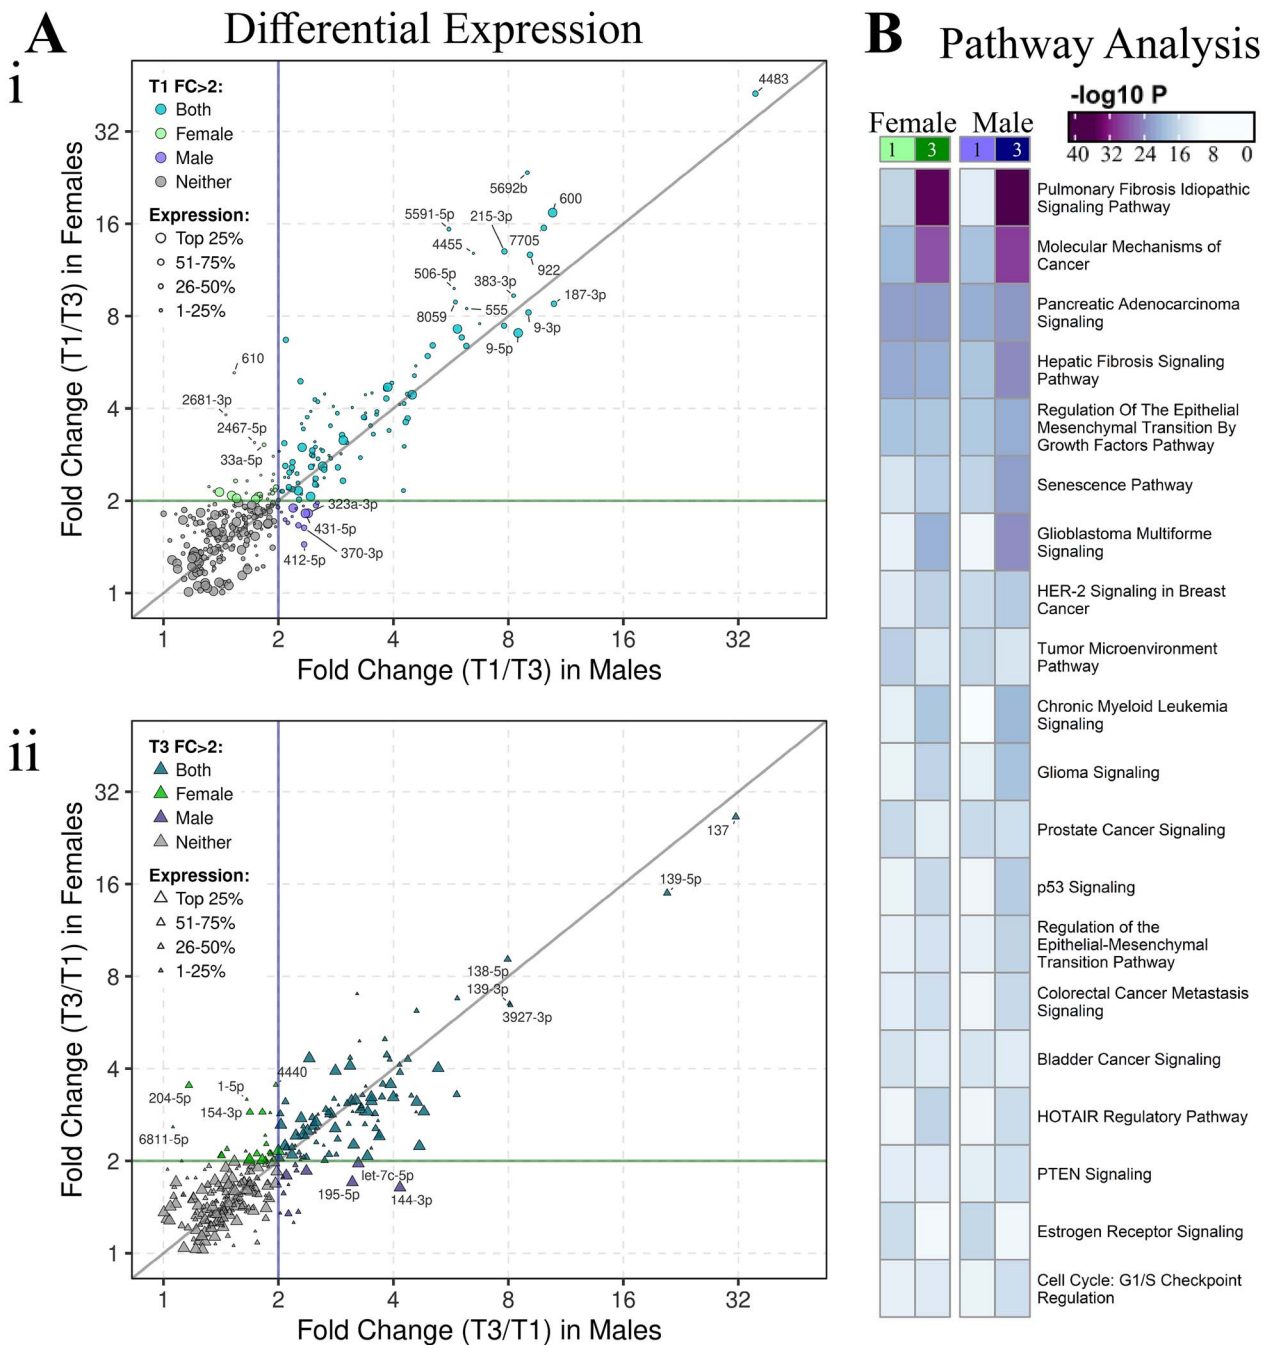 A
Differential Expression
i
T1 FC>2:
Both
Female
Male
Neither
Expression:
Top 25%
51-75%
26-50%
1-25%
4483
5692b
600
5591-5p
215-3p
4455
7705
922
506-5p
383-3p
187-3p
8059
555
9-3p
9-5p
610
2681-3p
2467-5p
33a-5p
323a-3p
431-5p
370-3p
412-5p
32
16
8
4
2
1
1
2
4
8
16
32
Fold Change (T1/T3) in Females
Fold Change (T1/T3) in Males
ii
T3 FC>2:
Both
Female
Male
Neither
Expression:
Top 25%
51-75%
26-50%
1-25%
137
139-5p
138-5p
139-3p
3927-3p
4440
1-5p
204-5p
154-3p
6811-5p
let-7c-5p
195-5p
144-3p
32
16
8
4
2
1
1
2
4
8
16
32
Fold Change (T3/T1) in Females
Fold Change (T3/T1) in Males
B
Pathway Analysis
-log10 P
40 32 24 16 8 0
Female Male
1 3 1 3
Pulmonary Fibrosis Idiopathic
Signaling Pathway
Molecular Mechanisms of
Cancer
Pancreatic Adenocarcinoma
Signaling
Hepatic Fibrosis Signaling
Pathway
Regulation Of The Epithelial
Mesenchymal Transition By
Growth Factors Pathway
Senescence Pathway
Glioblastoma Multiforme
Signaling
HER-2 Signaling in Breast
Cancer
Tumor Microenvironment
Pathway
Chronic Myeloid Leukemia
Signaling
Glioma Signaling
Prostate Cancer Signaling
p53 Signaling
Regulation of the
Epithelial-Mesenchymal
Transition Pathway
Colorectal Cancer Metastasis
Signaling
Bladder Cancer Signaling
HOTAIR Regulatory Pathway
PTEN Signaling
Estrogen Receptor Signaling
Cell Cycle: G1/S Checkpoint
Regulation